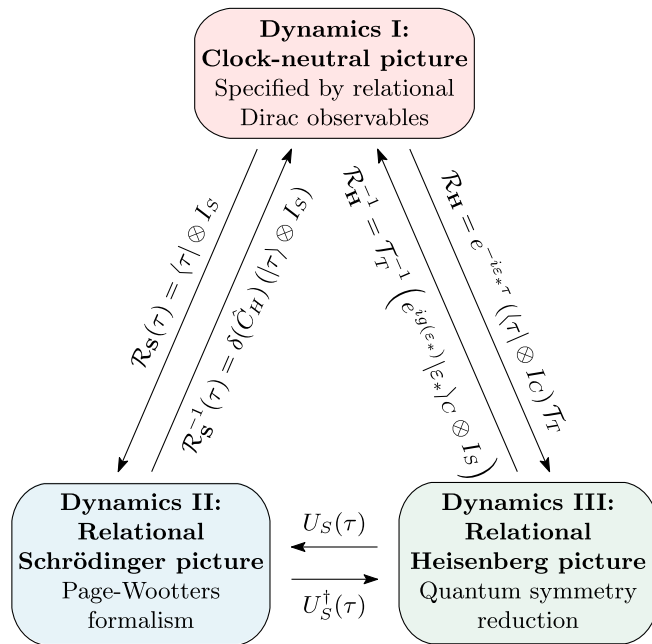 Dynamics I:
Clock-neutral picture
Specified by relational
Dirac observables
𝓡_𝐒(τ) = ⟨τ| ⊗ I_S
𝓡_𝐒^{-1}(τ) = δ(Ĉ_H)(|τ⟩ ⊗ I_S)
𝓡_𝐇^{-1} = 𝒯_T^{-1} (e^{ig(ε_*)}|ε_*⟩_C ⊗ I_S)
𝓡_𝐇 = e^{-iε_*τ} (⟨τ| ⊗ I_C) 𝒯_T
Dynamics II:
Relational
Schrödinger picture
Page-Wootters
formalism
U_S(τ)
U_S^†(τ)
Dynamics III:
Relational
Heisenberg picture
Quantum symmetry
reduction